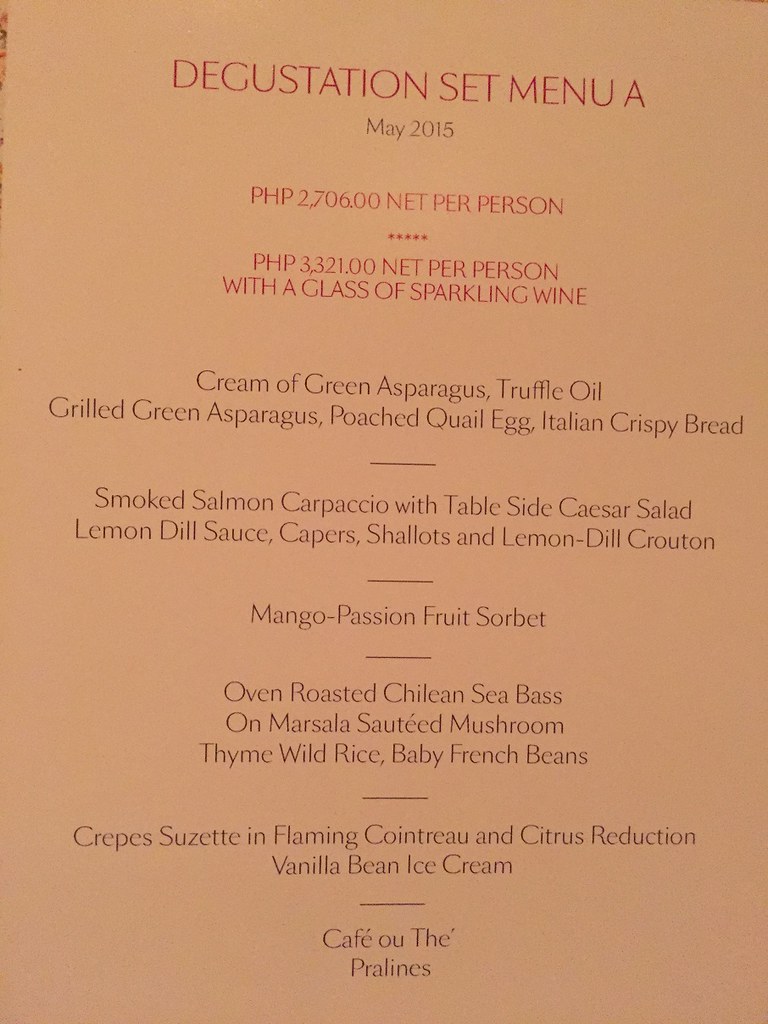 DEGUSTATION SET MENU A
May 2015
PHP 2,706.00 NET PER PERSON
*****
PHP 3,321.00 NET PER PERSON
WITH A GLASS OF SPARKLING WINE
Cream of Green Asparagus, Truffle Oil
Grilled Green Asparagus, Poached Quail Egg, Italian Crispy Bread
Smoked Salmon Carpaccio with Table Side Caesar Salad
Lemon Dill Sauce, Capers, Shallots and Lemon-Dill Crouton
Mango-Passion Fruit Sorbet
Oven Roasted Chilean Sea Bass
On Marsala Sautéed Mushroom
Thyme Wild Rice, Baby French Beans
Crepes Suzette in Flaming Cointreau and Citrus Reduction
Vanilla Bean Ice Cream
Café ou The´
Pralines